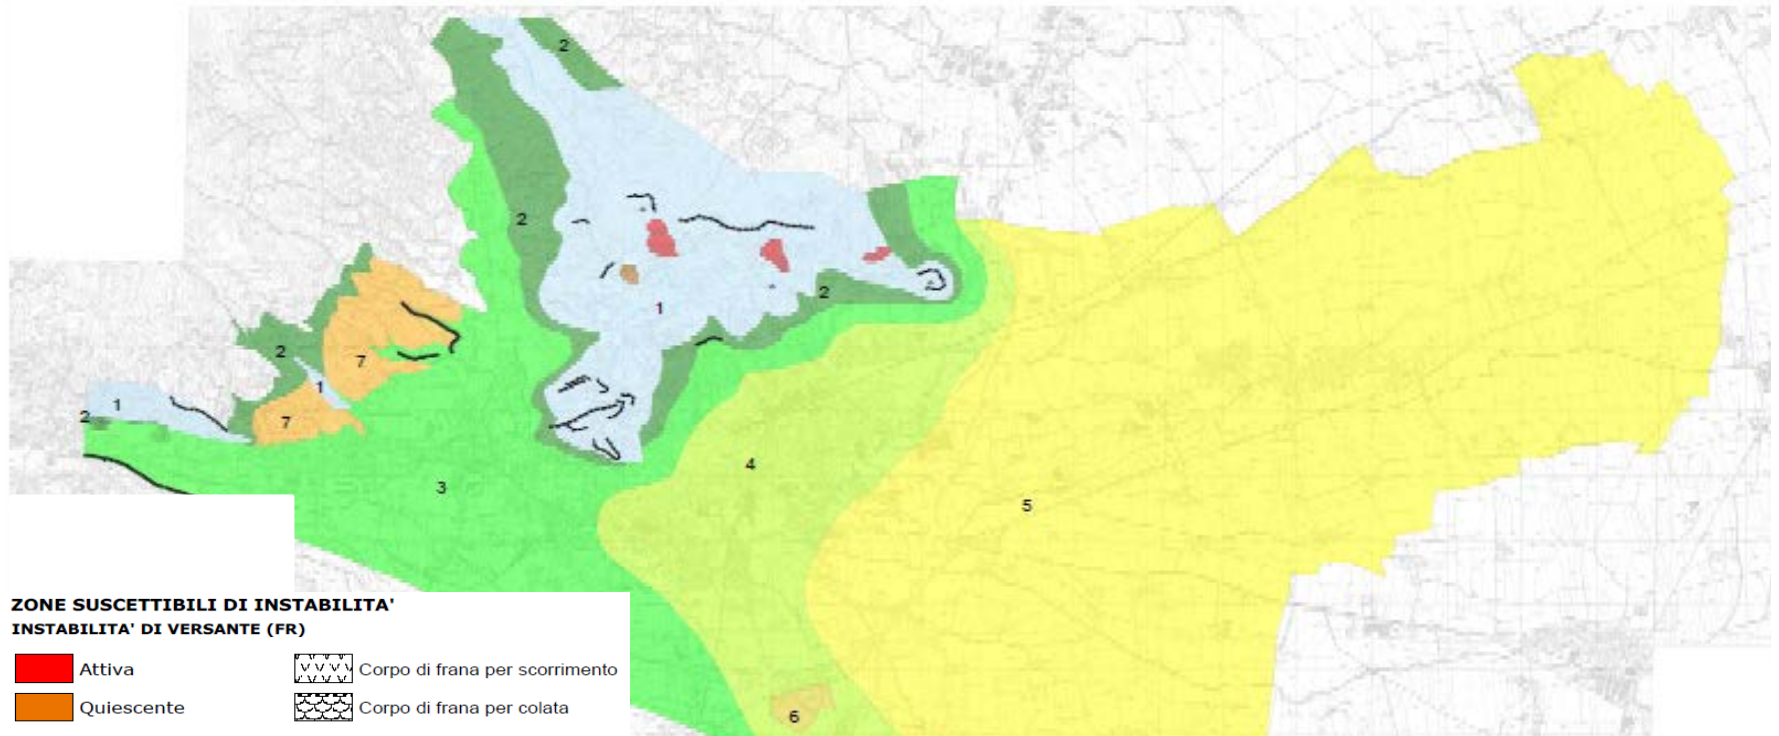 2
2
1
2
2
7
1
7
1
2
3
4
5
6
ZONE SUSCETTIBILI DI INSTABILITA'
INSTABILITA' DI VERSANTE (FR)
Attiva
Corpo di frana per scorrimento
Quiescente
Corpo di frana per colata